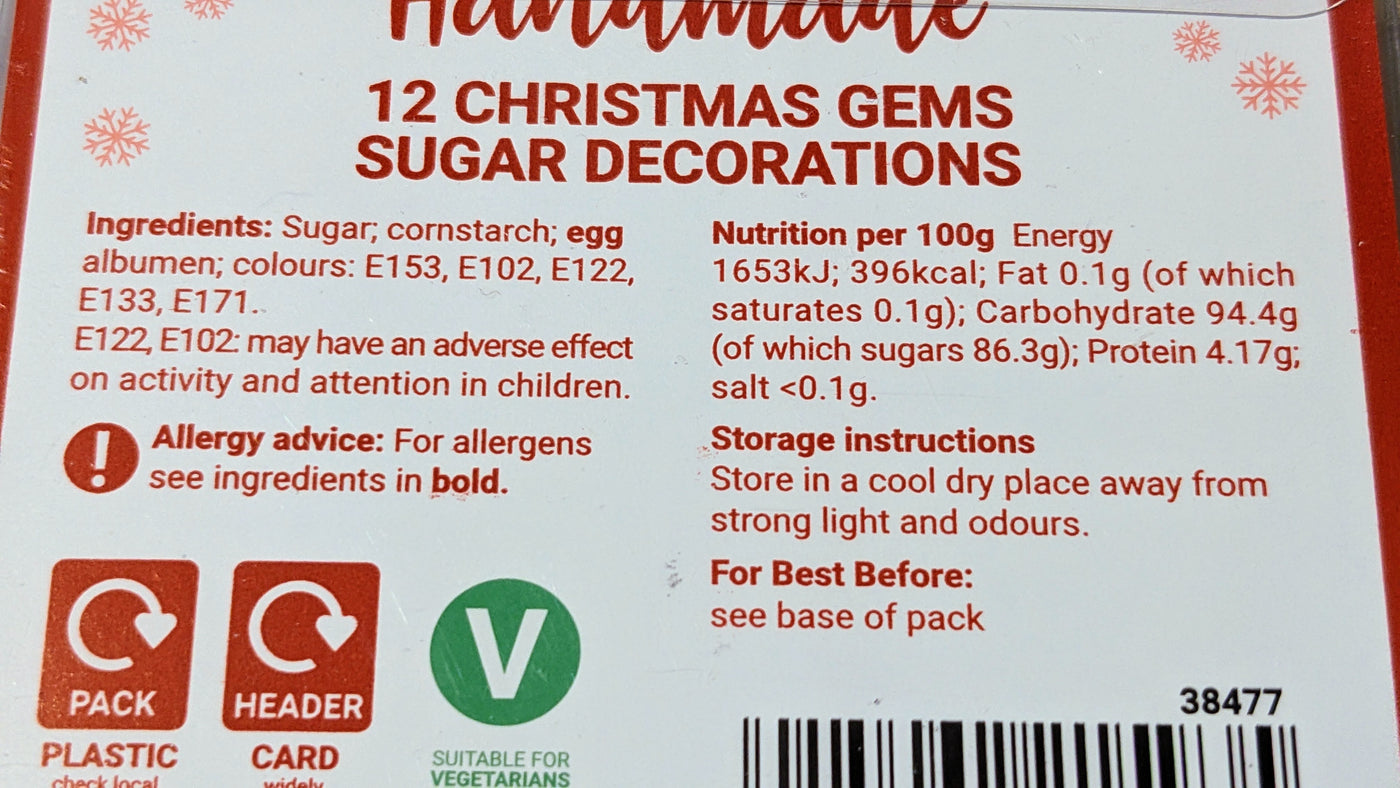 Handmade
12 CHRISTMAS GEMS
SUGAR DECORATIONS
Ingredients: Sugar; cornstarch; egg
albumen; colours: E153, E102, E122,
E133, E171.
E122, E102: may have an adverse effect
on activity and attention in children.
Allergy advice: For allergens
see ingredients in bold.
Nutrition per 100g Energy
1653kJ; 396kcal; Fat 0.1g (of which
saturates 0.1g); Carbohydrate 94.4g
(of which sugars 86.3g); Protein 4.17g;
salt <0.1g.
Storage instructions
Store in a cool dry place away from
strong light and odours.
For Best Before:
see base of pack
PACK
PLASTIC
check local
HEADER
CARD
widely
V
SUITABLE FOR
VEGETARIANS
38477